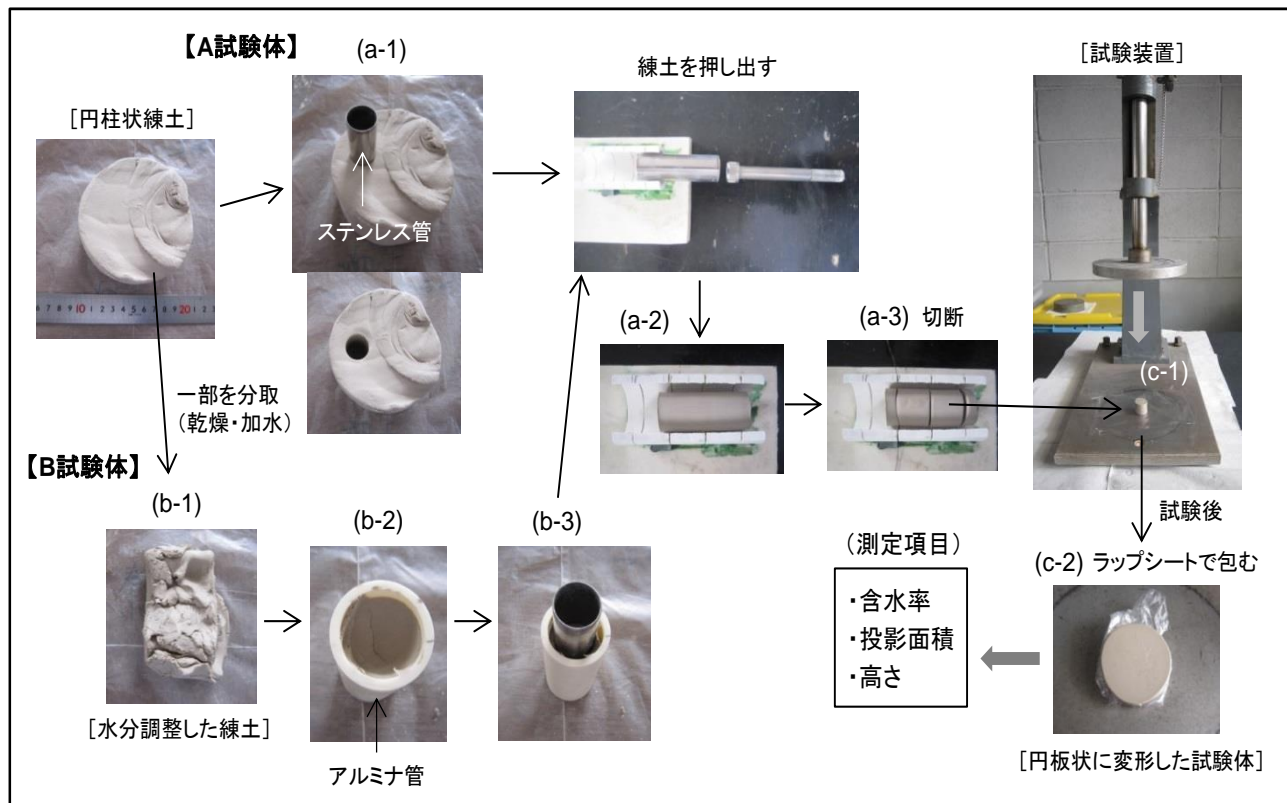 【A試験体】
(a-1)
練土を押し出す
[試験装置]
[円柱状練土]
ステンレス管
(a-2)
(a-3) 切断
(c-1)
一部を分取
（乾燥・加水）
【B試験体】
(b-1)
(b-2)
(b-3)
試験後
（測定項目）
(c-2) ラップシートで包む
・含水率
・投影面積
・高さ
[水分調整した練土]
アルミナ管
[円板状に変形した試験体]